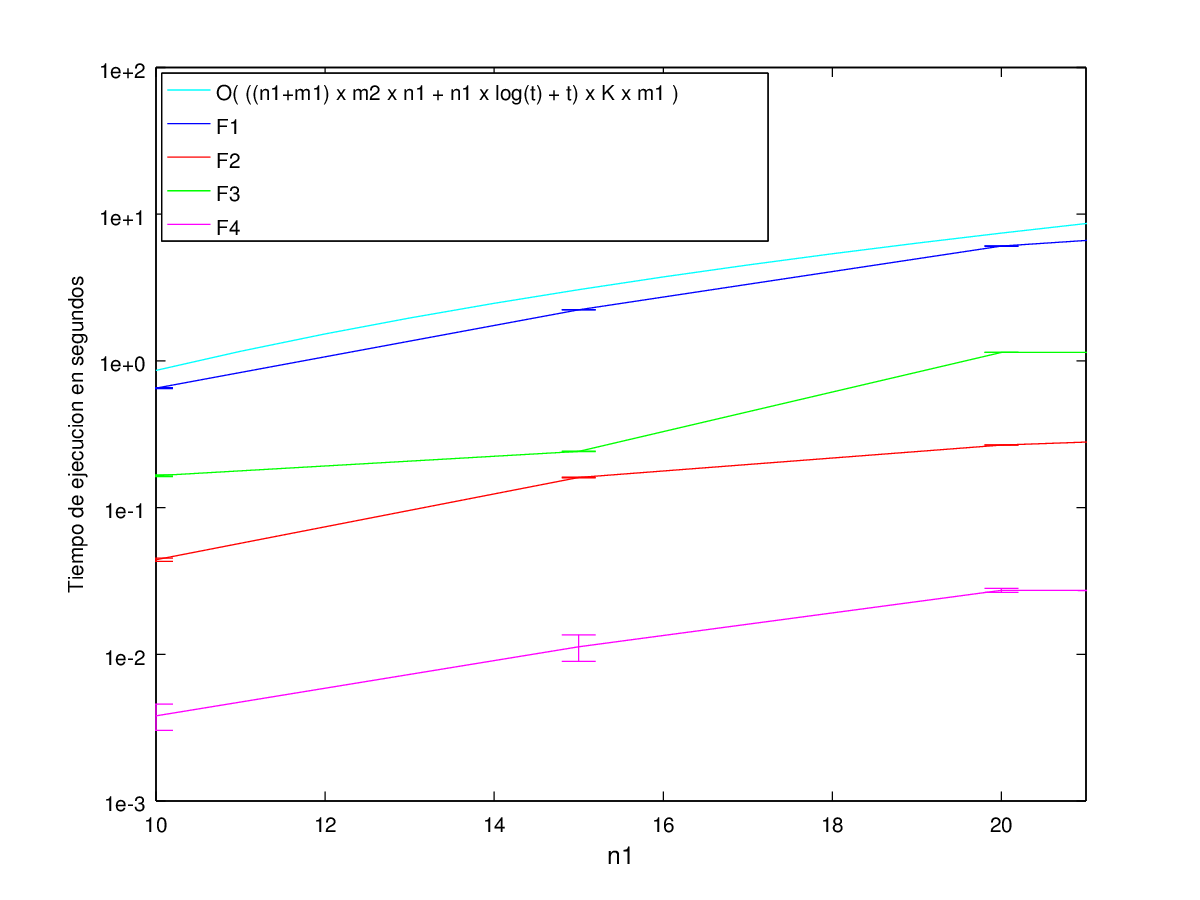 1e+2
O( ((n1+m1) x m2 x n1 + n1 x log(t) + t) x K x m1 )
F1
F2
F3
F4
1e+1
1e+0
1e-1
1e-2
1e-3
Tiempo de ejecucion en segundos
10 12 14 16 18 20
n1